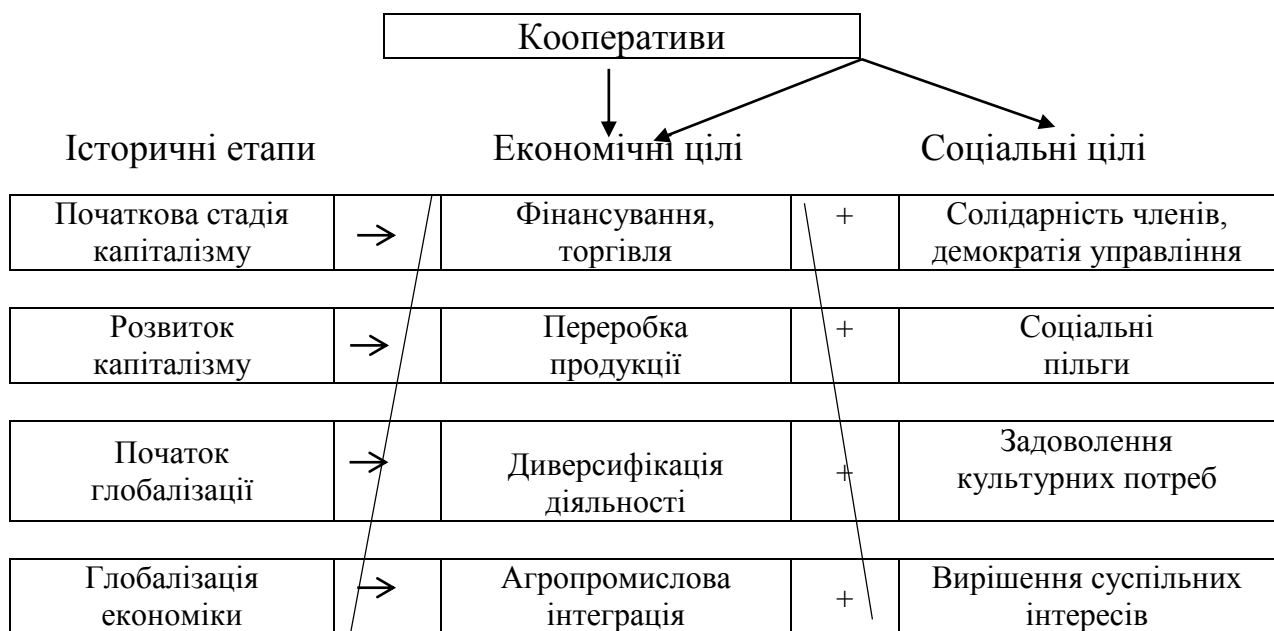 Кооперативи
Історичні етапи Економічні цілі Соціальні цілі
Початкова стадія
капіталізму
→
Фінансування,
торгівля
+
Солідарність членів,
демократія управління
Розвиток
капіталізму
→
Переробка
продукції
+
Соціальні
пільги
Початок
глобалізації
→
Диверсифікація
діяльності
+
Задоволення
культурних потреб
Глобалізація
економіки
→
Агропромислова
інтеграція
+
Вирішення суспільних
інтересів